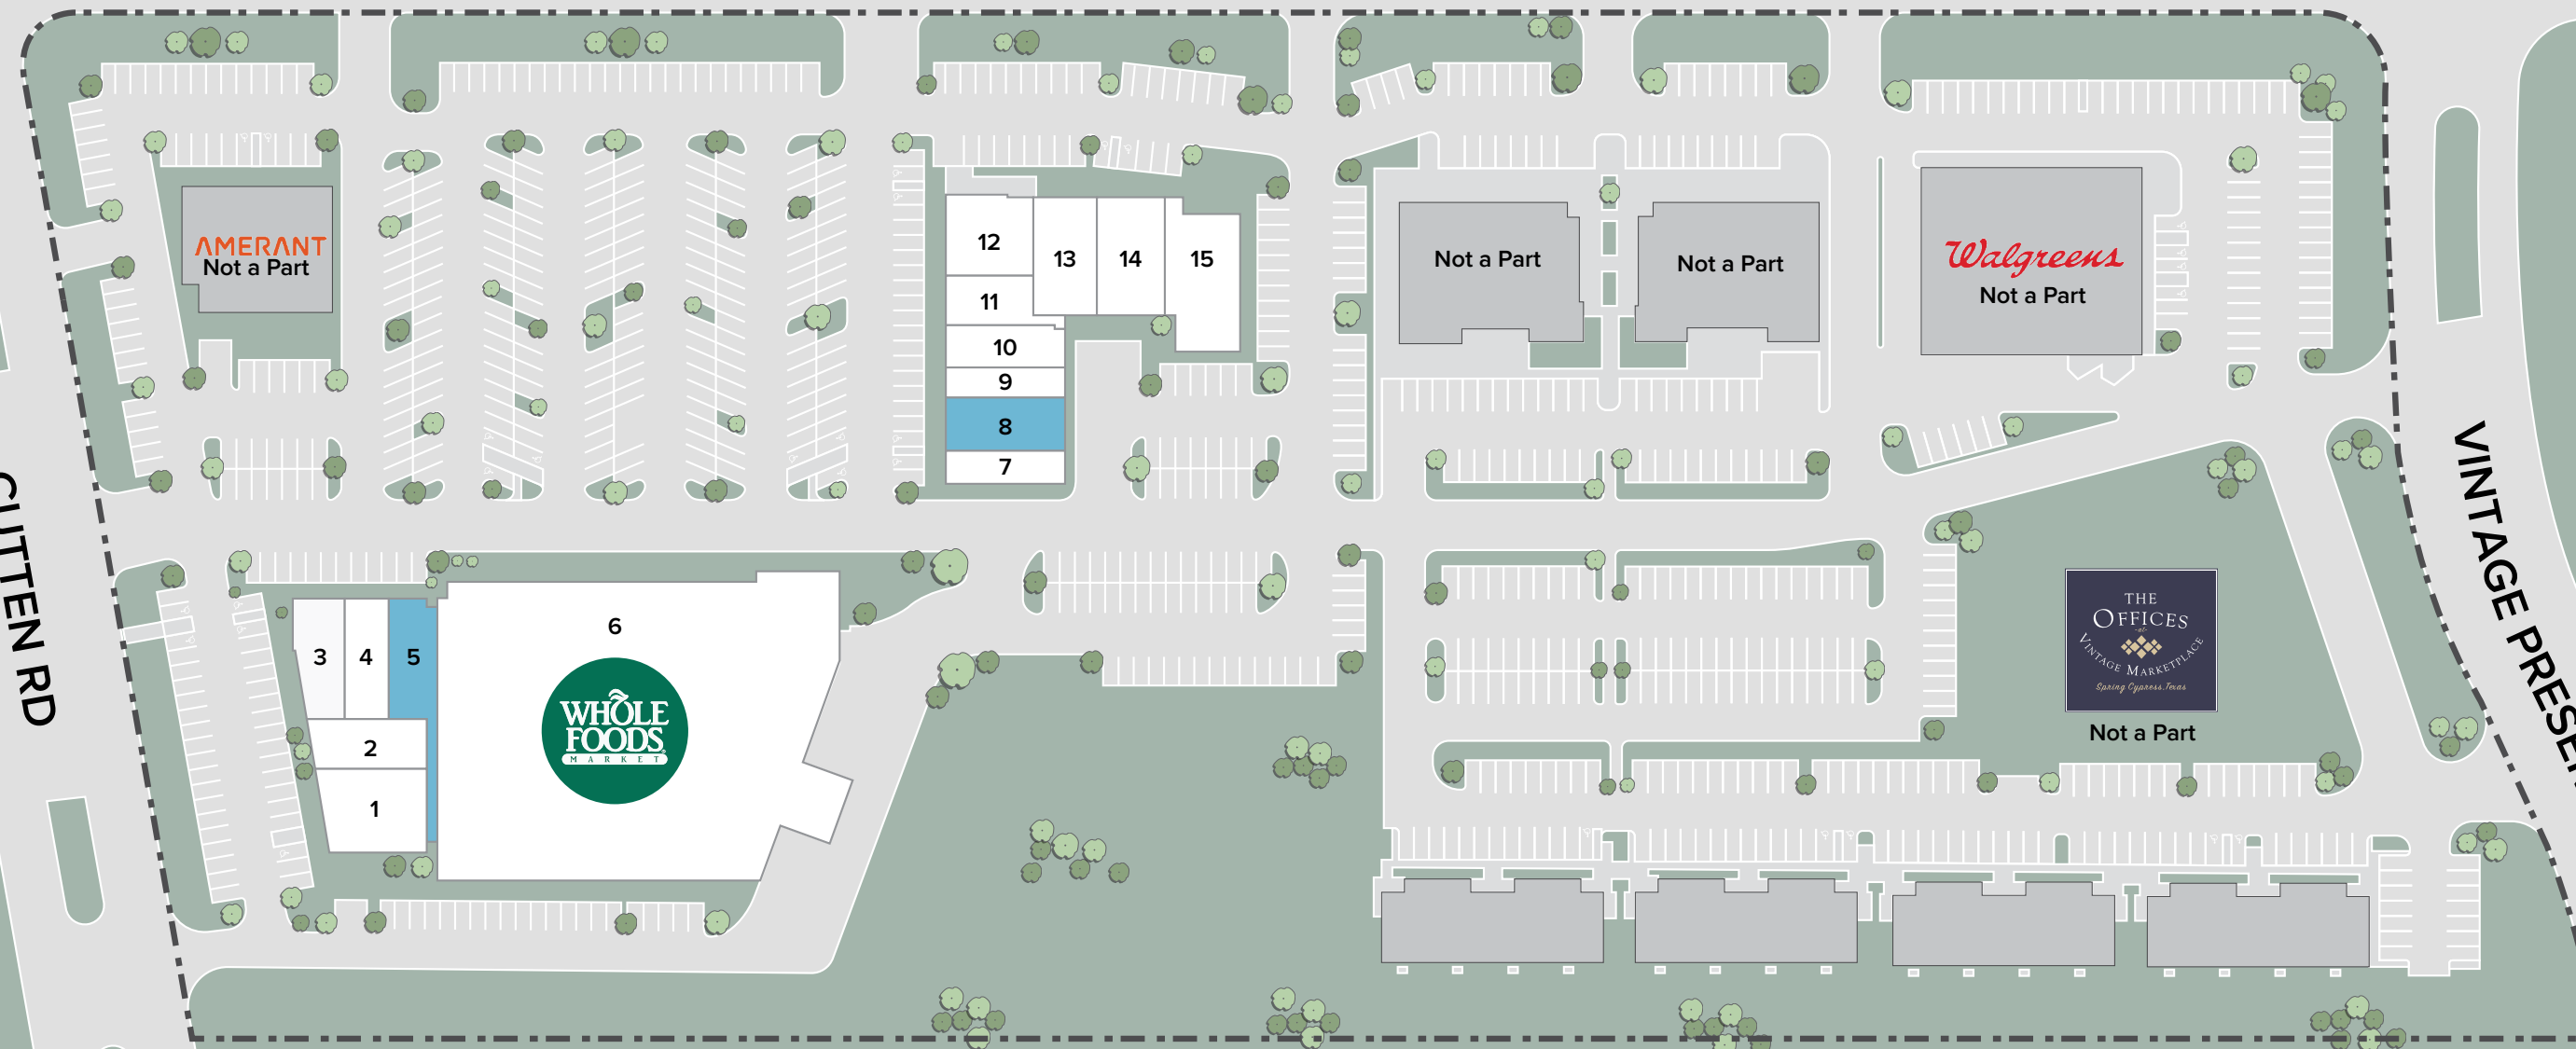 AMERANT
Not a Part
12
13
14
15
11
10
9
8
7
Not a Part
Not a Part
Walgreens
Not a Part
3
4
5
2
1
6
WHOLE
FOODS
MARKET
THE
OFFICES
at
VINTAGE MARKETPLACE
Spring Cypress, Texas
Not a Part
CUTTEN RD